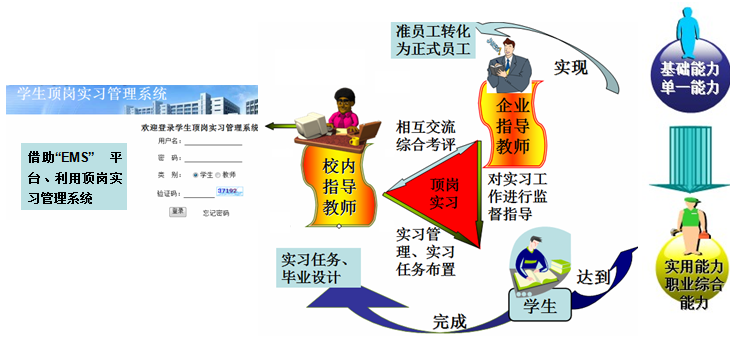 学生顶岗实习管理系统
欢迎登录学生顶岗实习管理系统
用户名:
密 码:
类 别: 学生 教师
验证码: 37192
登录 忘记密码
借助“EMS” 平
台、利用顶岗实
习管理系统
准员工转化
为正式员工
实现
企业
指导
教师
校内
指导
教师
相互交流
综合考评
顶岗
实习
对实习工
作进行监
督指导
实习管
理、实习
任务布置
实习任务、
毕业设计
学生
完成
达到
基础能力
单一能力
实用能力
职业综合
能力